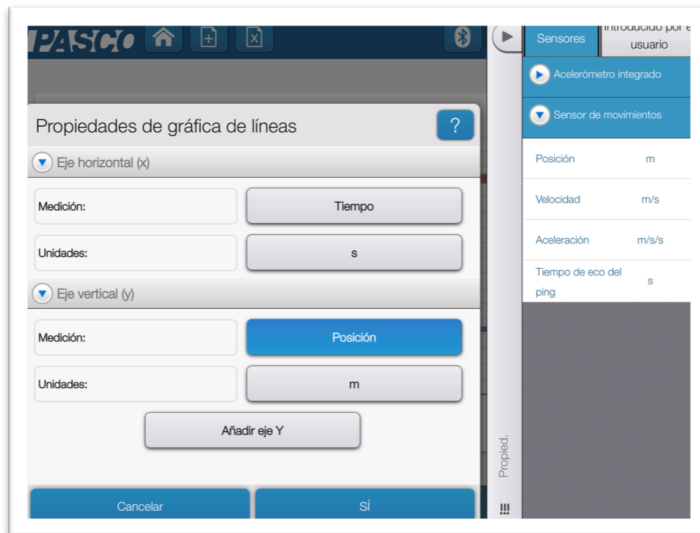 PASCO
Propiedades de gráfica de líneas
?
Eje horizontal (x)
Medición:
Tiempo
Unidades:
s
Eje vertical (y)
Medición:
Posición
Unidades:
m
Añadir eje Y
Cancelar
SÍ
Propied.
Sensores
Introducido por e
usuario
Acelerómetro integrado
Sensor de movimientos
Posición m
Velocidad m/s
Aceleración m/s/s
Tiempo de eco del
ping
s